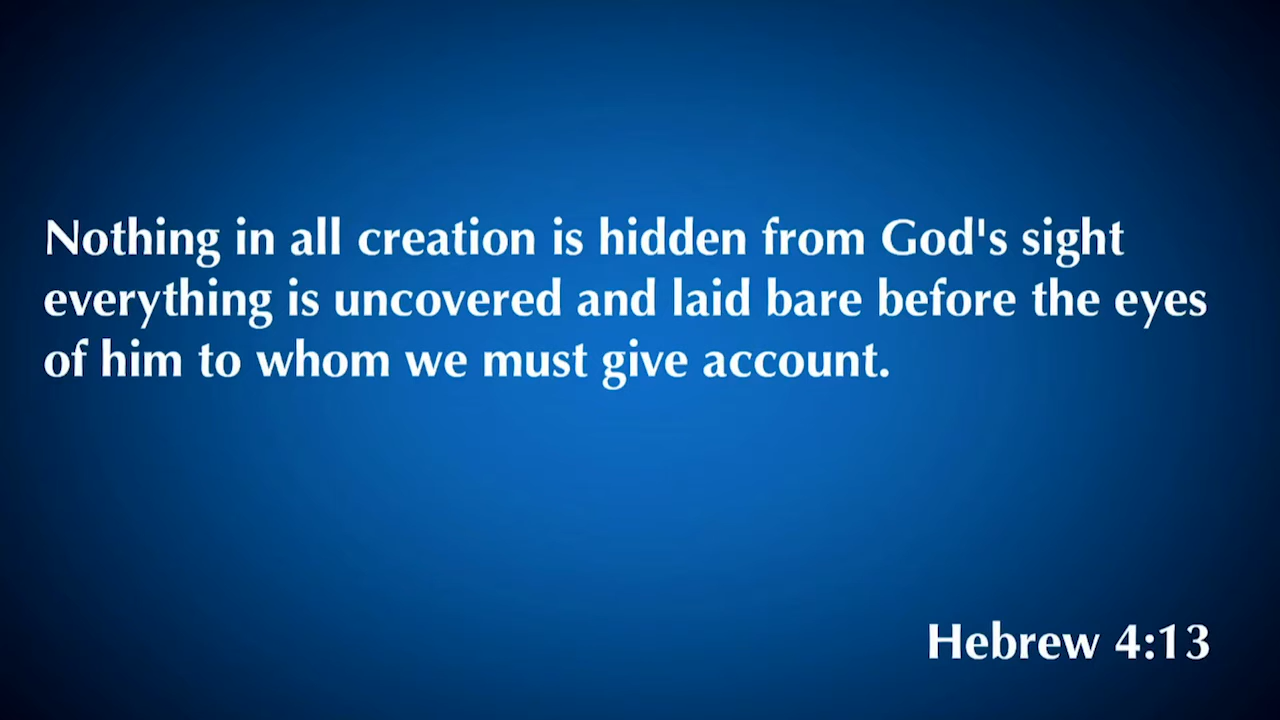 Nothing in all creation is hidden from God's sight
everything is uncovered and laid bare before the eyes
of him to whom we must give account.
Hebrew 4:13